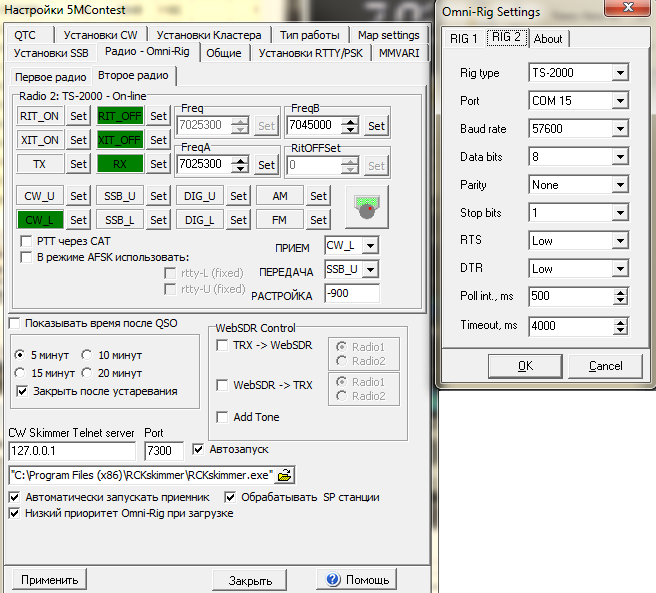 Настройки 5MContest
QTC Установки CW Установки Кластера Тип работы Map settings
Установки SSB Радио - Omni-Rig Общие Установки RTTY/PSK MMVARI
Первое радио Второе радио
Radio 2: TS-2000 - On-line
RIT_ON Set RIT_OFF Set Freq 7025300 Set FreqB 7045000 Set
XIT_ON Set XIT_OFF Set
TX Set RX Set FreqA 7025300 Set RitOFFSet 0 Set
CW_U Set SSB_U Set DIG_U Set AM Set
CW_L Set SSB_L Set DIG_L Set FM Set
PTT через CAT
ПРИЕМ CW_L
В режиме AFSK использовать:
rtty-L (fixed) ПЕРЕДАЧА SSB_U
rtty-U (fixed) РАСТРОЙКА -900
Показывать время после QSO
5 минут 10 минут
15 минут 20 минут
Закрыть после устаревания
WebSDR Control
TRX -> WebSDR Radio1
Radio2
WebSDR -> TRX Radio1
Radio2
Add Tone
CW Skimmer Telnet server Port
127.0.0.1 7300 Автозапуск
"C:\Program Files (x86)\RCKskimmer\RCKskimmer.exe"
Автоматически запускать приемник Обрабатывать SP станции
Низкий приоритет Omni-Rig при загрузке
Применить Закрыть Помощь
Omni-Rig Settings
RIG 1 RIG 2 About
Rig type TS-2000
Port COM 15
Baud rate 57600
Data bits 8
Parity None
Stop bits 1
RTS Low
DTR Low
Poll int., ms 500
Timeout, ms 4000
OK Cancel